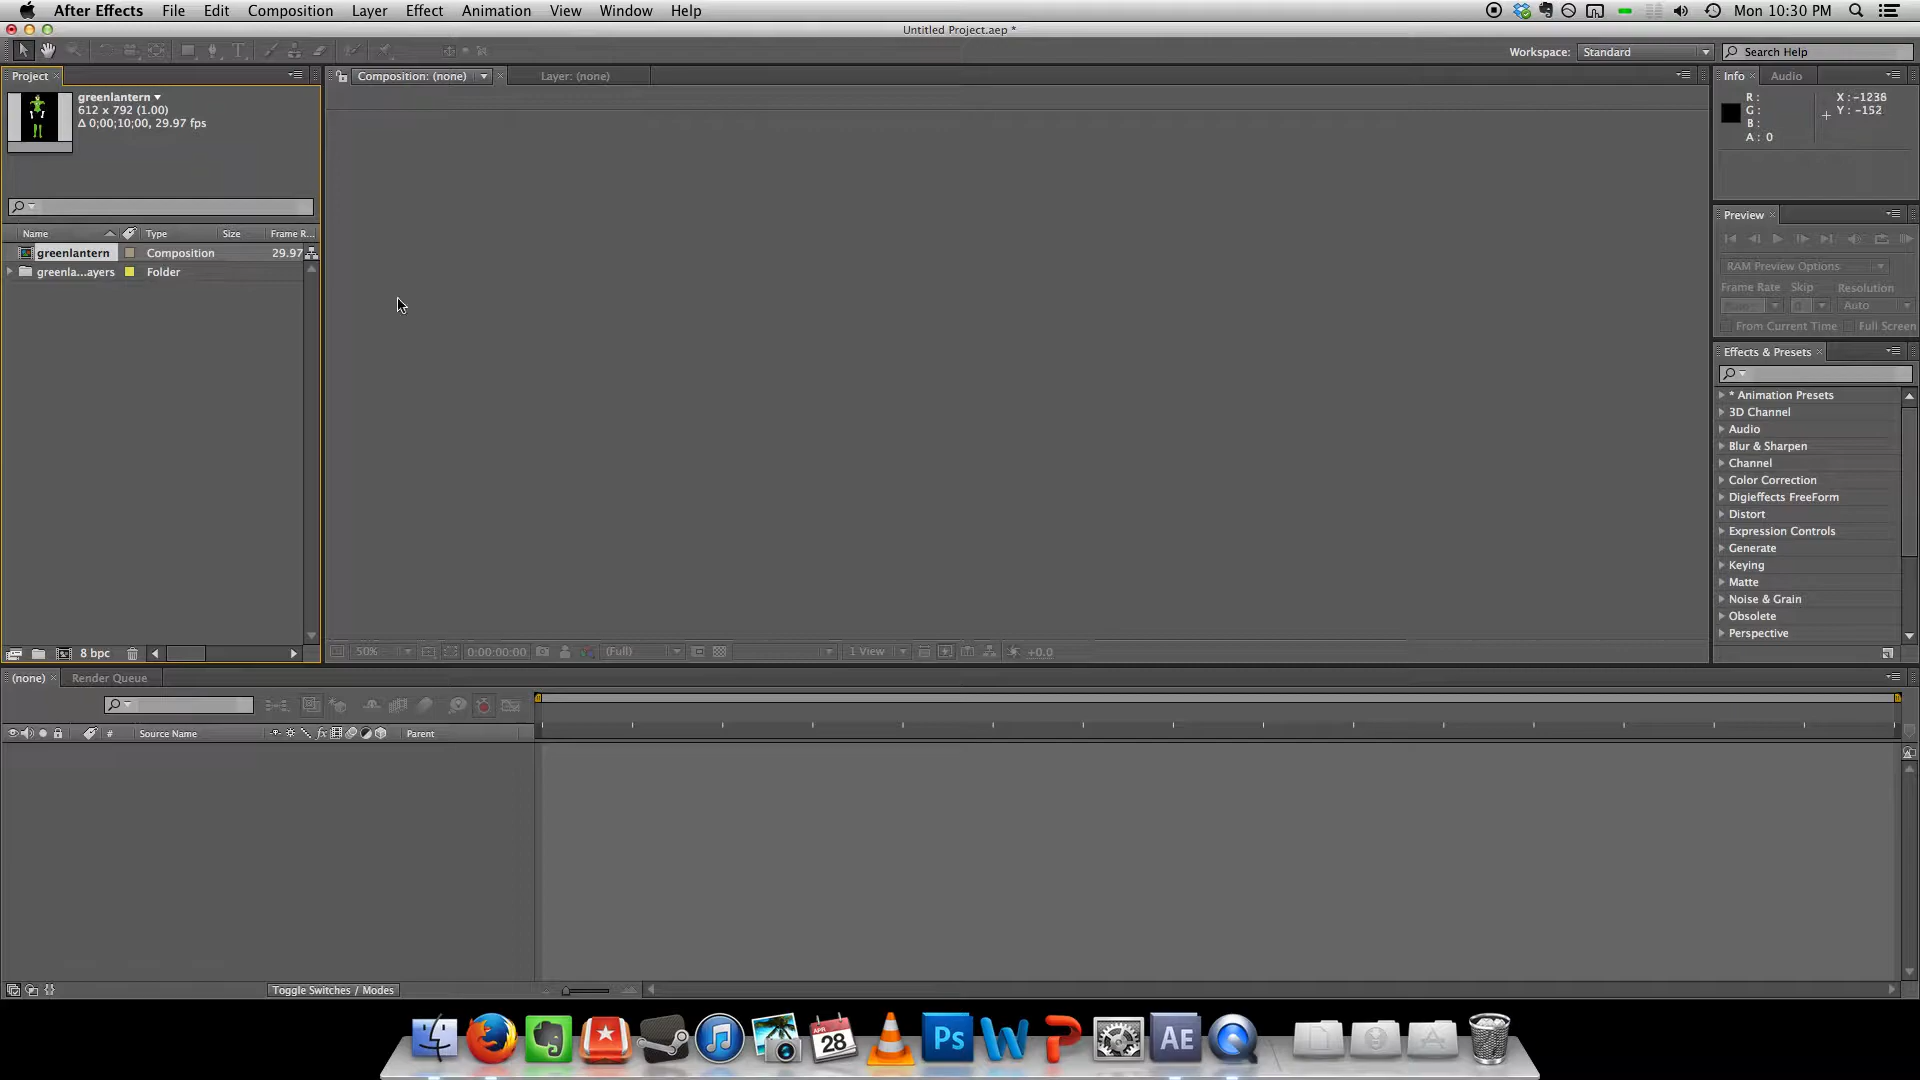 After Effects File Edit Composition Layer Effect Animation View Window Help
Mon 10:30 PM
Untitled Project.aep *
Workspace: Standard
Search Help
Project
Composition: (none)
Layer: (none)
Info
Audio
greenlantern
612 x 792 (1.00)
Δ 0;00;10;00, 29.97 fps
R :
G :
B :
A : 0
X : -1238
Y : -152
Preview
RAM Preview Options
Frame Rate Skip Resolution
Auto
From Current Time Full Screen
Name Type Size Frame R...
greenlantern Composition 29.97
greenla...ayers Folder
Effects & Presets
* Animation Presets
3D Channel
Audio
Blur & Sharpen
Channel
Color Correction
Digieffects FreeForm
Distort
Expression Controls
Generate
Keying
Matte
Noise & Grain
Obsolete
Perspective
8 bpc
50% 0:00:00:00 (Full) 1 View +0.0
(none) Render Queue
# Source Name fx Parent
Toggle Switches / Modes
APR
28
Ps
AE